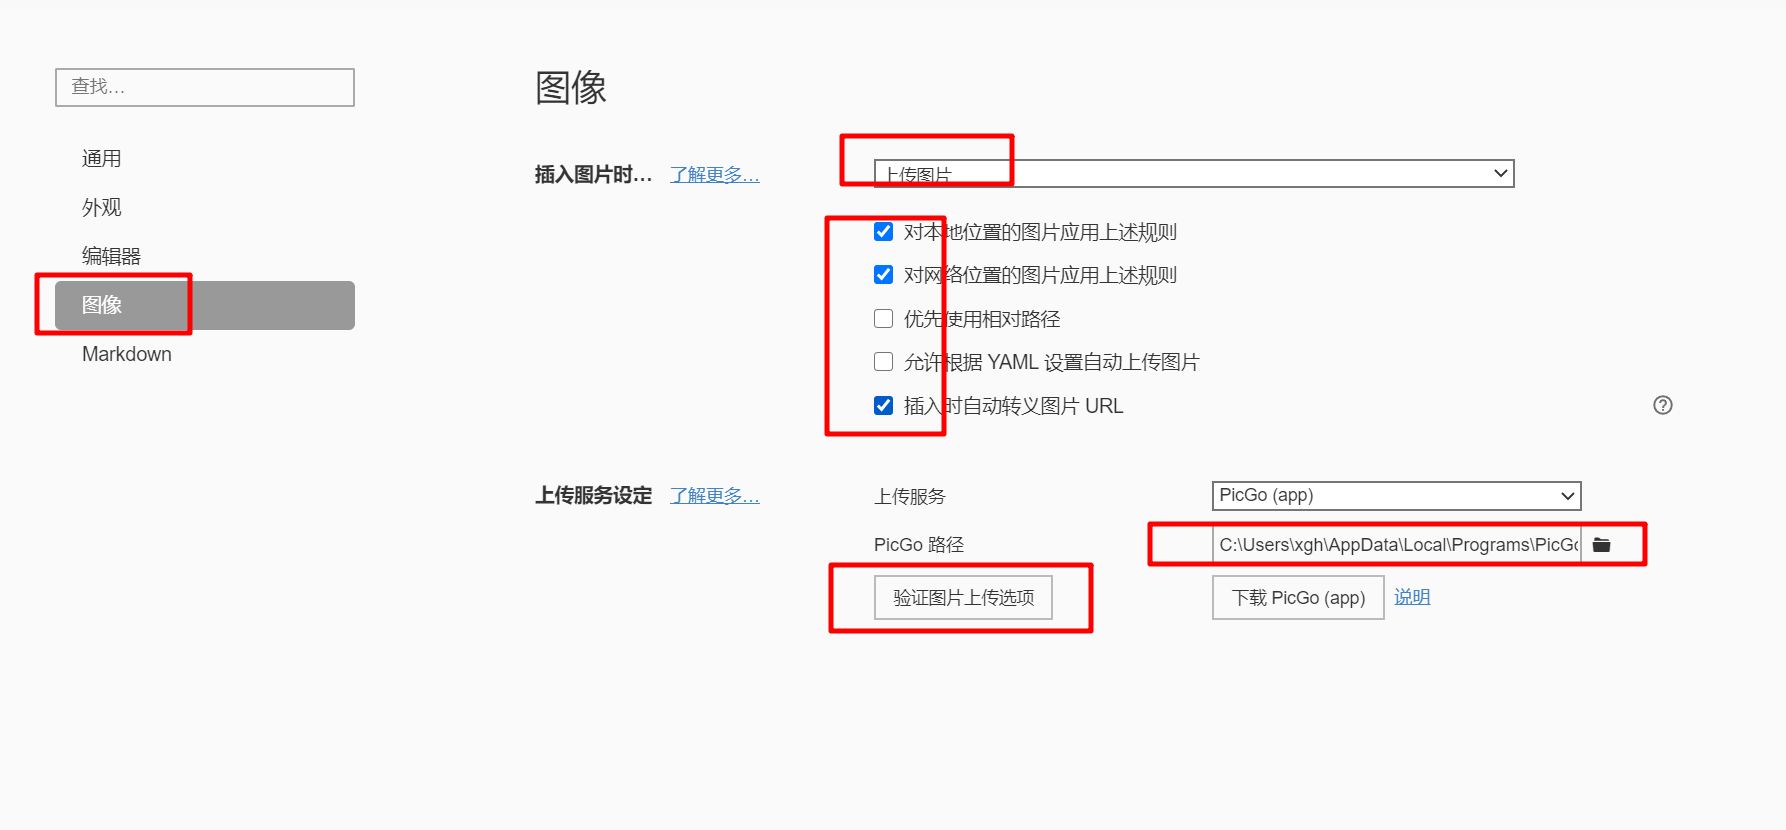 查找...
通用
外观
编辑器
图像
Markdown
图像
插入图片时... 了解更多...
上传图片
对本地位置的图片应用上述规则
对网络位置的图片应用上述规则
优先使用相对路径
允许根据 YAML 设置自动上传图片
插入时自动转义图片 URL
上传服务设定 了解更多...
上传服务 PicGo (app)
PicGo 路径 C:\Users\xgh\AppData\Local\Programs\PicGo
验证图片上传选项 下载 PicGo (app) 说明